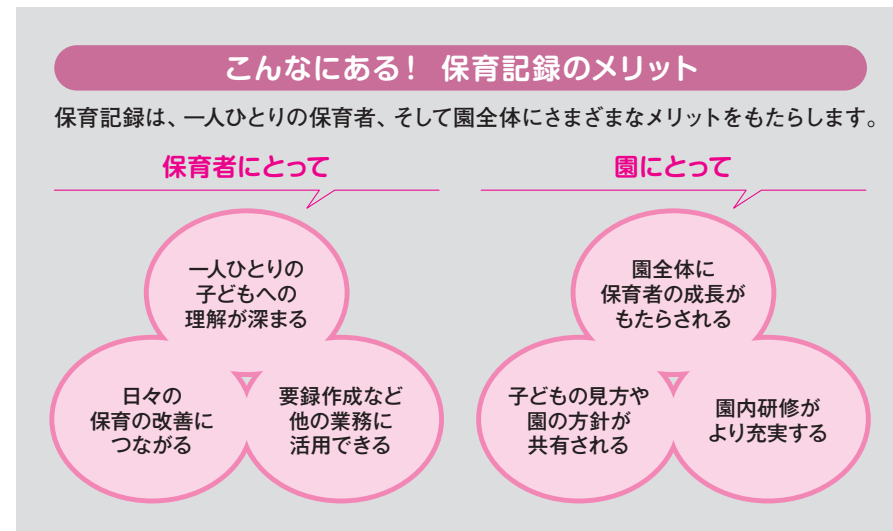 こんなにある! 保育記録のメリット
保育記録は、一人ひとりの保育者、そして園全体にさまざまなメリットをもたらします。
保育者にとって
一人ひとりの
子どもへの
理解が深まる
日々の
保育の改善に
つながる
要録作成など
他の業務に
活用できる
園にとって
園全体に
保育者の成長が
もたらされる
子どもの見方や
園の方針が
共有される
園内研修が
より充実する